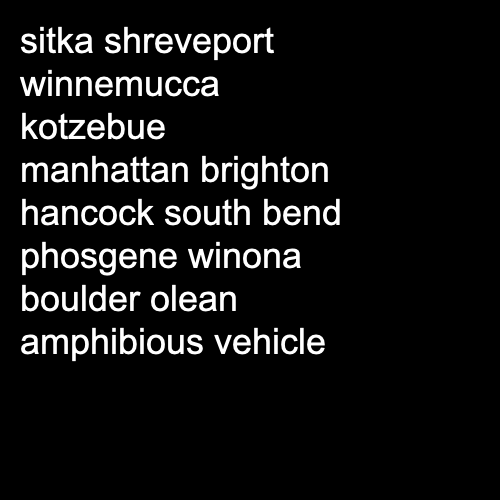 sitka shreveport
winnemucca
kotzebue
manhattan brighton
hancock south bend
phosgene winona
boulder olean
amphibious vehicle